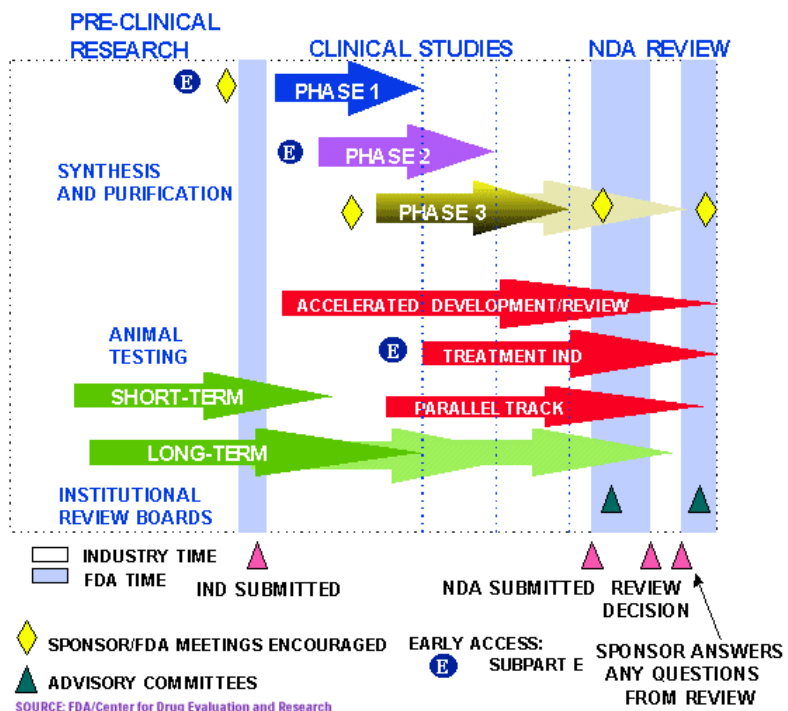 PRE-CLINICAL
RESEARCH
CLINICAL STUDIES
NDA REVIEW
E
PHASE 1
E
PHASE 2
SYNTHESIS
AND PURIFICATION
PHASE 3
ACCELERATED DEVELOPMENT/REVIEW
ANIMAL
TESTING
E
TREATMENT IND
SHORT-TERM
PARALLEL TRACK
LONG-TERM
INSTITUTIONAL
REVIEW BOARDS
INDUSTRY TIME
FDA TIME
IND SUBMITTED
NDA SUBMITTED
REVIEW
DECISION
SPONSOR/FDA MEETINGS ENCOURAGED
EARLY ACCESS:
E SUBPART E
SPONSOR ANSWERS
ANY QUESTIONS
FROM REVIEW
ADVISORY COMMITTEES
SOURCE: FDA/Center for Drug Evaluation and Research